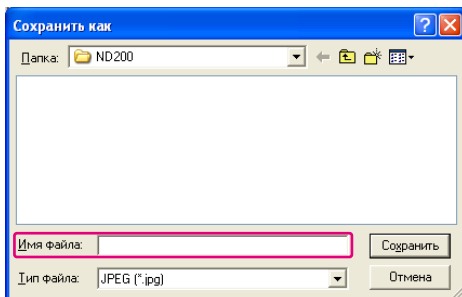 Сохранить как
Папка: ND200
Имя файла: Сохранить
Тип файла: JPEG (*.jpg) Отмена